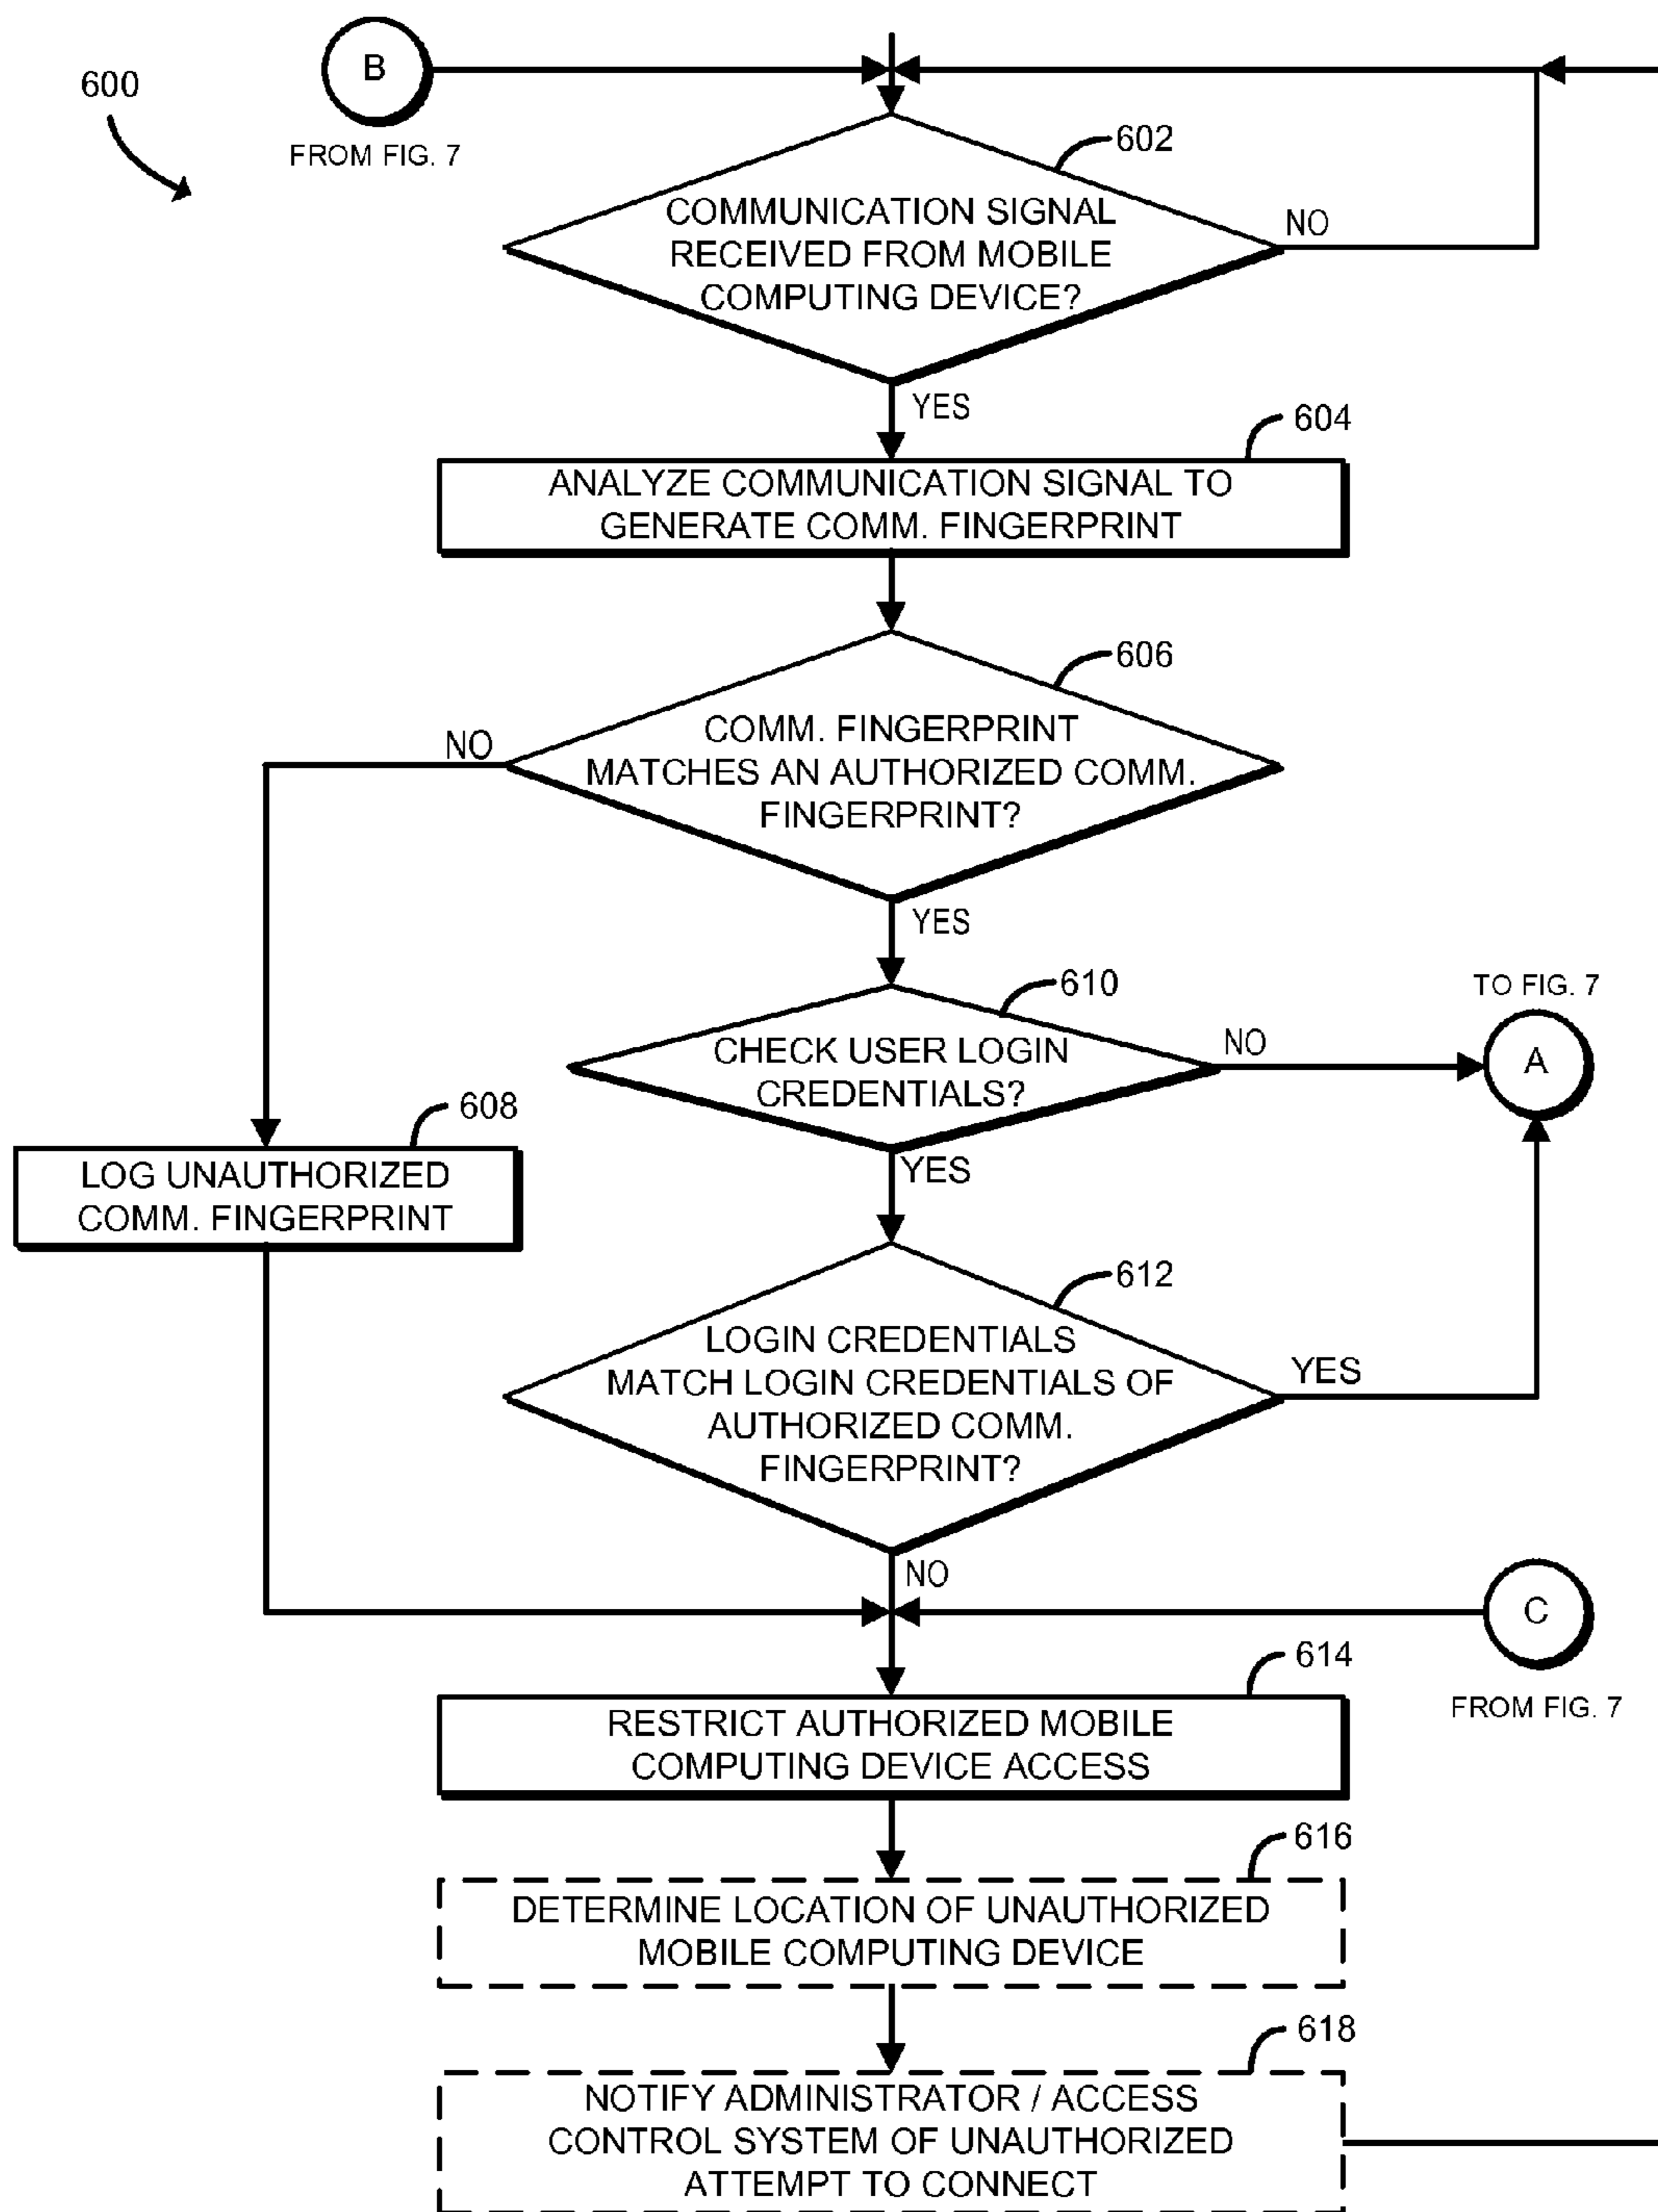 600
B
FROM FIG. 7
602
COMMUNICATION SIGNAL
RECEIVED FROM MOBILE
COMPUTING DEVICE?
NO
YES
604
ANALYZE COMMUNICATION SIGNAL TO
GENERATE COMM. FINGERPRINT
606
COMM. FINGERPRINT
MATCHES AN AUTHORIZED COMM.
FINGERPRINT?
NO
YES
608
LOG UNAUTHORIZED
COMM. FINGERPRINT
610
CHECK USER LOGIN
CREDENTIALS?
NO
TO FIG. 7
A
YES
612
LOGIN CREDENTIALS
MATCH LOGIN CREDENTIALS OF
AUTHORIZED COMM.
FINGERPRINT?
YES
NO
C
FROM FIG. 7
614
RESTRICT AUTHORIZED MOBILE
COMPUTING DEVICE ACCESS
616
DETERMINE LOCATION OF UNAUTHORIZED
MOBILE COMPUTING DEVICE
618
NOTIFY ADMINISTRATOR / ACCESS
CONTROL SYSTEM OF UNAUTHORIZED
ATTEMPT TO CONNECT